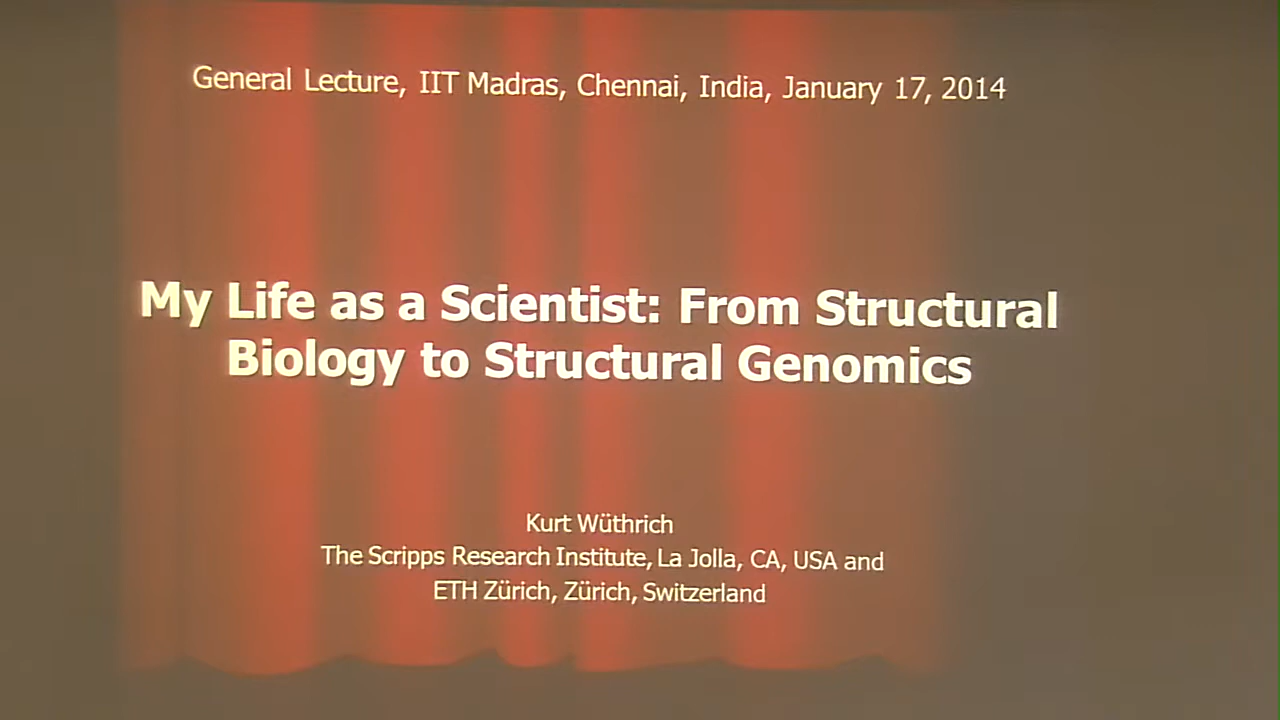 General Lecture, IIT Madras, Chennai, India, January 17, 2014
My Life as a Scientist: From Structural
Biology to Structural Genomics
Kurt Wüthrich
The Scripps Research Institute, La Jolla, CA, USA and
ETH Zürich, Zürich, Switzerland